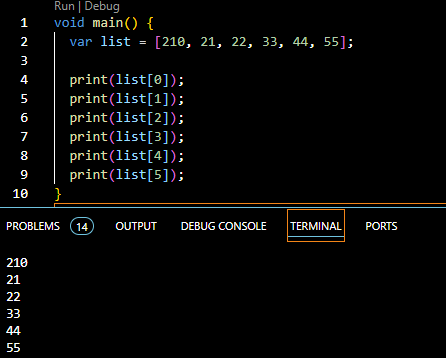 Run | Debug
1 void main() {
2   var list = [210, 21, 22, 33, 44, 55];
3
4   print(list[0]);
5   print(list[1]);
6   print(list[2]);
7   print(list[3]);
8   print(list[4]);
9   print(list[5]);
10 }
PROBLEMS 14 OUTPUT DEBUG CONSOLE TERMINAL PORTS
210
21
22
33
44
55